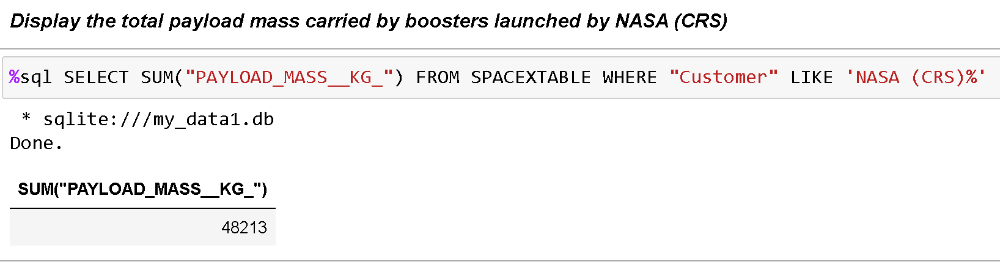 Display the total payload mass carried by boosters launched by NASA (CRS)
%sql SELECT SUM("PAYLOAD_MASS__KG_") FROM SPACEXTABLE WHERE "Customer" LIKE 'NASA (CRS)%'
* sqlite:///my_data1.db
Done.
SUM("PAYLOAD_MASS__KG_")
48213